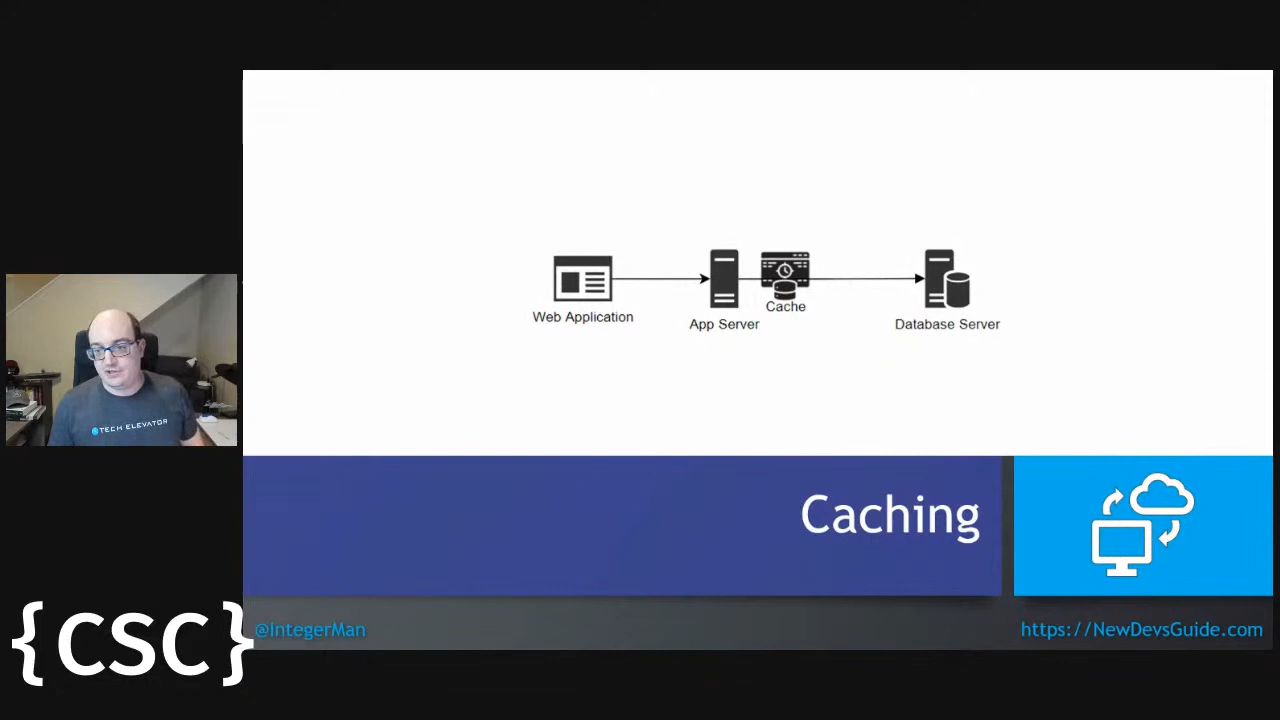 Web Application
App Server
Cache
Database Server
TECH ELEVATOR
Caching
{CSC}
@IntegerMan
https://NewDevsGuide.com